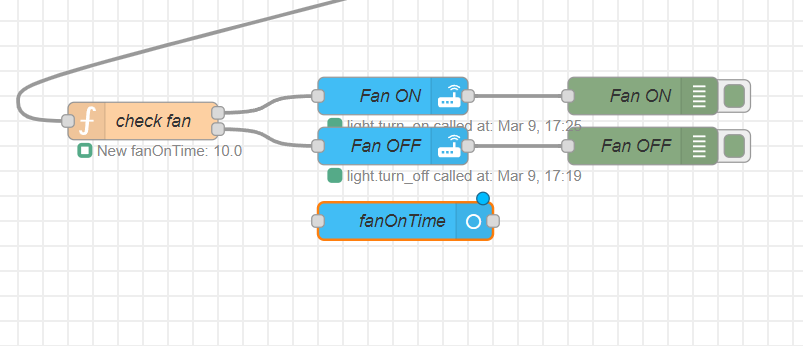 Fan ON
Fan ON
check fan
light.turn_on called at: Mar 9, 17:25
New fanOnTime: 10.0
Fan OFF
Fan OFF
light.turn_off called at: Mar 9, 17:19
fanOnTime